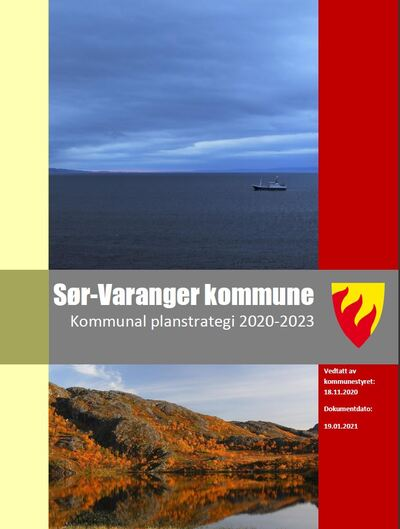 Sør-Varanger kommune
Kommunal planstrategi 2020-2023
Vedtatt av
kommunestyret:
18.11.2020
Dokumentdato:
19.01.2021